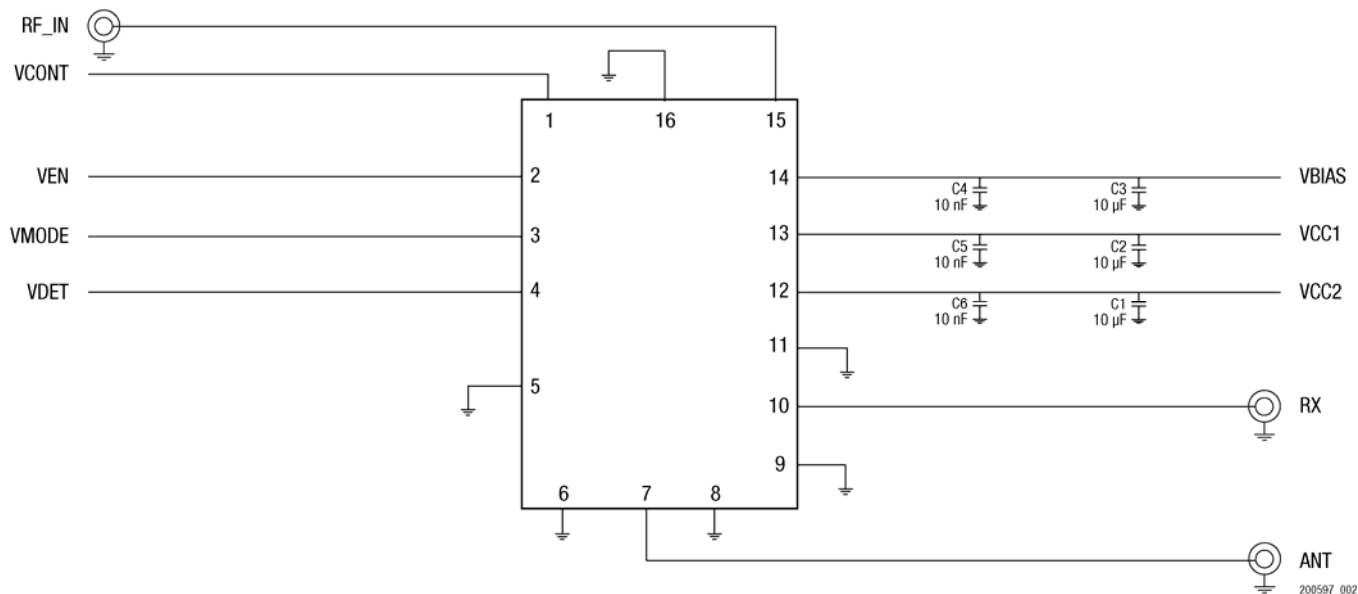 RF_IN
VCONT
1
16
15
VEN
2
14
C4
10 nF
C3
10 µF
VBIAS
VMODE
3
13
C5
10 nF
C2
10 µF
VCC1
VDET
4
12
C6
10 nF
C1
10 µF
VCC2
11
5
10
RX
9
6
7
8
ANT
200597_002